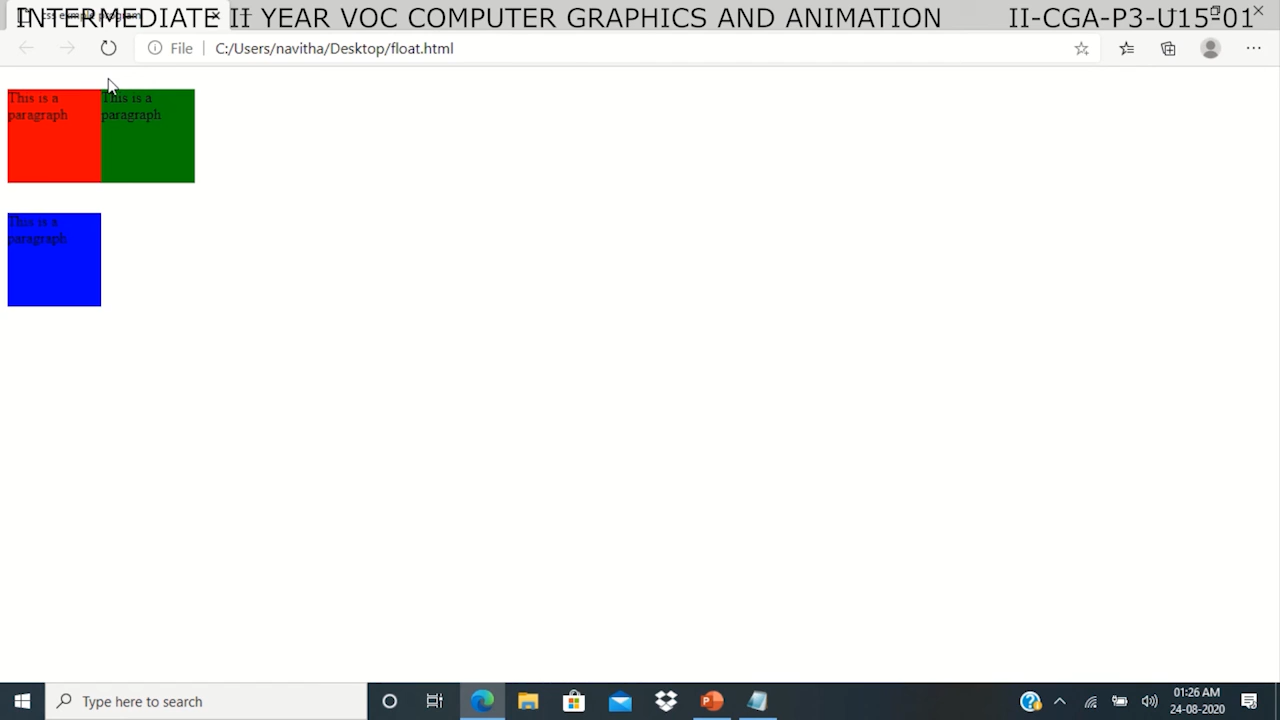 INTERMEDIATE II YEAR VOC COMPUTER GRAPHICS AND ANIMATION
II-CGA-P3-U15-01
File
C:/Users/navitha/Desktop/float.html
This is a
paragraph
This is a
paragraph
This is a
paragraph
Type here to search
01:26 AM
24-08-2020